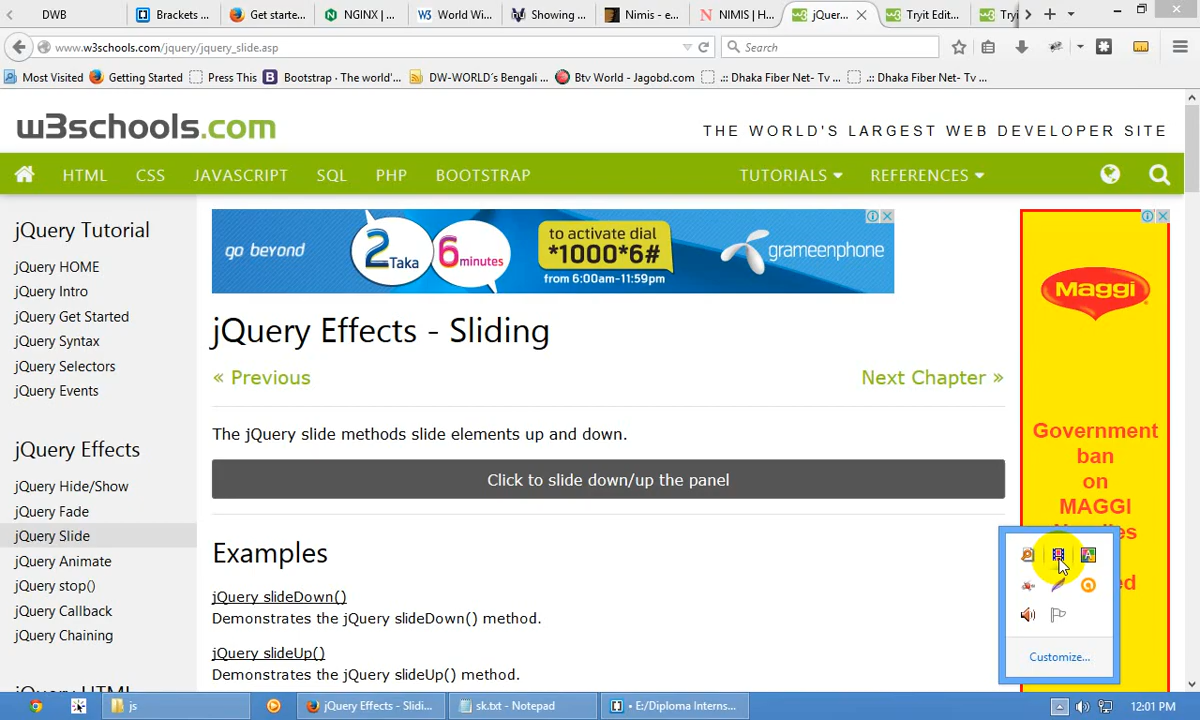 DWB
Brackets ...
Get starte...
NGINX | ...
World Wi...
Showing ...
Nimis - e...
NIMIS | H...
jQuer...
Tryit Edit...
Tryi
www.w3schools.com/jquery/jquery_slide.asp
Search
Most Visited
Getting Started
Press This
Bootstrap · The world'...
DW-WORLD´s Bengali ...
Btv World - Jagobd.com
.:: Dhaka Fiber Net- Tv ...
.:: Dhaka Fiber Net- Tv ...
w3schools.com
THE WORLD'S LARGEST WEB DEVELOPER SITE
HTML
CSS
JAVASCRIPT
SQL
PHP
BOOTSTRAP
TUTORIALS
REFERENCES
jQuery Tutorial
jQuery HOME
jQuery Intro
jQuery Get Started
jQuery Syntax
jQuery Selectors
jQuery Events
jQuery Effects
jQuery Hide/Show
jQuery Fade
jQuery Slide
jQuery Animate
jQuery stop()
jQuery Callback
jQuery Chaining
jQuery HTML
go beyond
2 Taka
6 minutes
to activate dial
*1000*6#
from 6:00am-11:59pm
grameenphone
jQuery Effects - Sliding
« Previous
Next Chapter »
The jQuery slide methods slide elements up and down.
Click to slide down/up the panel
Examples
jQuery slideDown()
Demonstrates the jQuery slideDown() method.
jQuery slideUp()
Demonstrates the jQuery slideUp() method.
Maggi
Government
ban
on
MAGGI
Customize...
js
jQuery Effects - Slidi...
sk.txt - Notepad
• E:/Diploma Interns...
12:01 PM